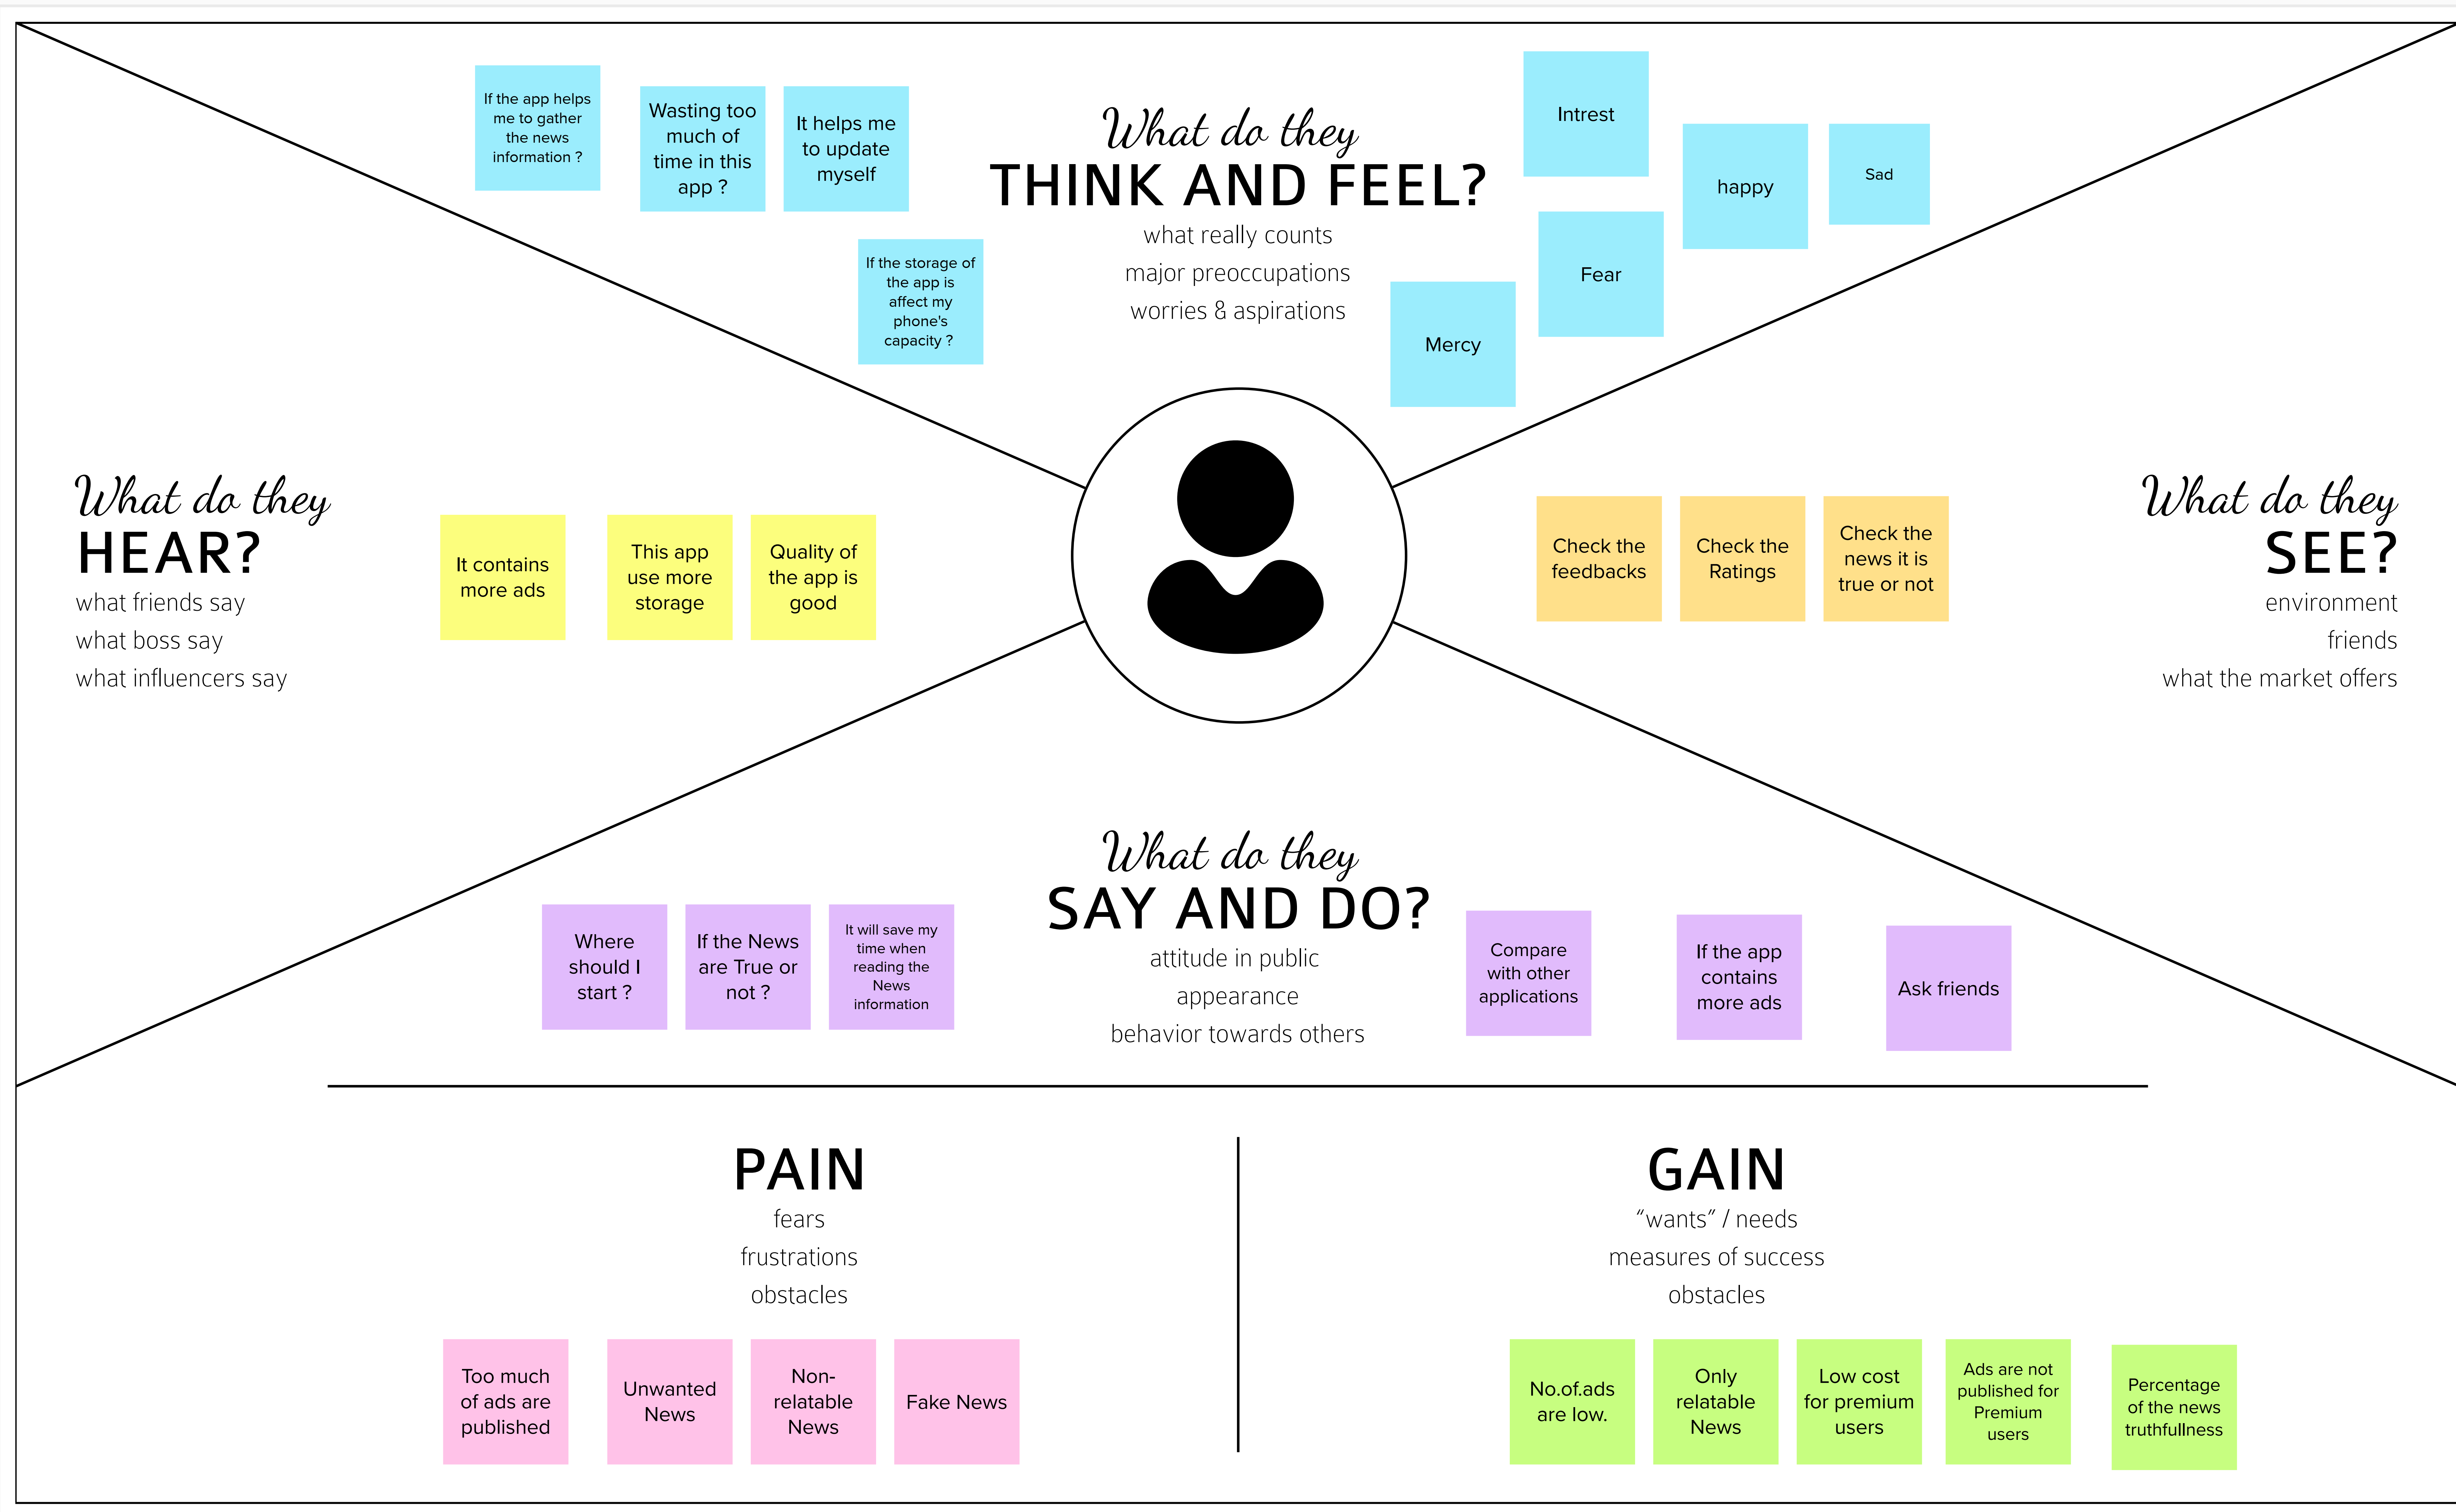 If the app helps
me to gather
the news
information ?
Wasting too
much of
time in this
app ?
It helps me
to update
myself
If the storage of
the app is
affect my
phone's
capacity ?
What do they
THINK AND FEEL?
what really counts
major preoccupations
worries & aspirations
Intrest
happy
Sad
Fear
Mercy
What do they
HEAR?
what friends say
what boss say
what influencers say
It contains
more ads
This app
use more
storage
Quality of
the app is
good
Check the
feedbacks
Check the
Ratings
Check the
news it is
true or not
What do they
SEE?
environment
friends
what the market offers
What do they
SAY AND DO?
attitude in public
appearance
behavior towards others
Where
should I
start ?
If the News
are True or
not ?
It will save my
time when
reading the
News
information
Compare
with other
applications
If the app
contains
more ads
Ask friends
PAIN
fears
frustrations
obstacles
Too much
of ads are
published
Unwanted
News
Non-
relatable
News
Fake News
GAIN
“wants” / needs
measures of success
obstacles
No.of.ads
are low.
Only
relatable
News
Low cost
for premium
users
Ads are not
published for
Premium
users
Percentage
of the news
truthfullness